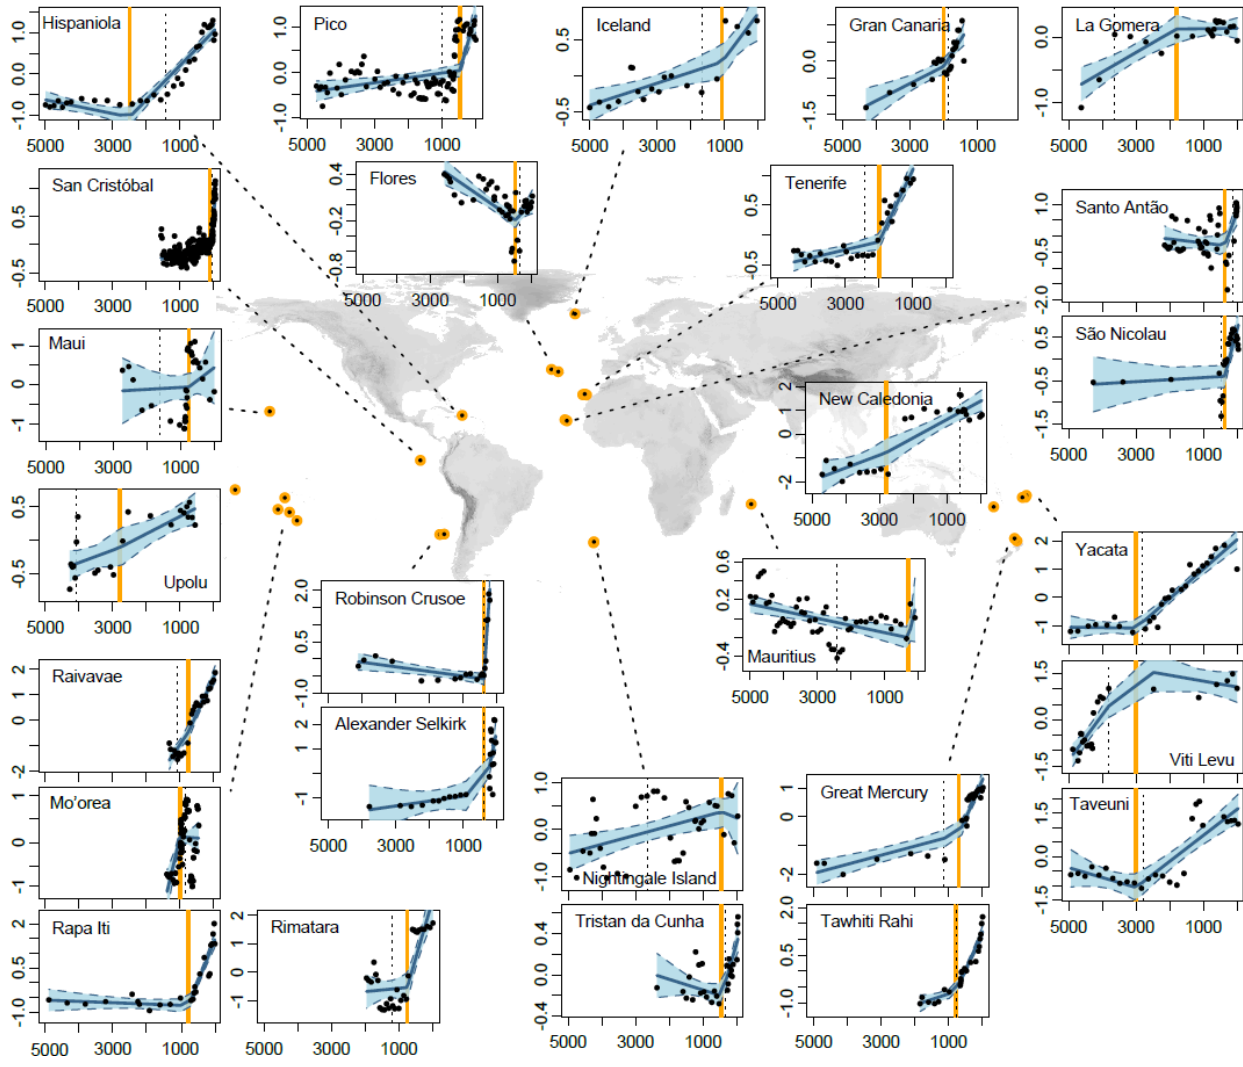 Hispaniola
1.0
0.0
-1.0
5000 3000 1000
Pico
1.0
0.0
-1.0
5000 3000 1000
Iceland
0.5
-0.5
5000 3000 1000
Gran Canaria
0.0
-1.5
5000 3000 1000
La Gomera
0.0
-1.0
5000 3000 1000
San Cristóbal
0.5
-0.5
5000 3000 1000
Flores
0.4
-0.2
-0.8
5000 3000 1000
Tenerife
0.5
-0.5
5000 3000 1000
Santo Antão
1.0
-0.5
-2.0
São Nicolau
0.5
-0.5
-1.5
5000 3000 1000
Maui
1
0
1
5000 3000 1000
New Caledonia
2
0
-2
5000 3000 1000
Upolu
0.5
-0.5
5000 3000 1000
Robinson Crusoe
2.0
0.5
-1.0
Mauritius
0.6
0.2
-0.4
5000 3000 1000
Yacata
2
1
0
-1
Raivavae
2
0
2
Alexander Selkirk
1
-1
5000 3000 1000
Viti Levu
1.5
0.0
-1.5
Mo'orea
1
0
1
Nightingale Island
1.0
0.0
-1.0
Great Mercury
1
0
2
Taveuni
1.5
0.0
-1.5
5000 3000 1000
Rapa Iti
2
1
0
-1.0
5000 3000 1000
Rimatara
2
0
-1
5000 3000 1000
Tristan da Cunha
0.4
0.0
-0.4
5000 3000 1000
Tawhiti Rahi
2.0
0.5
-1.0
5000 3000 1000